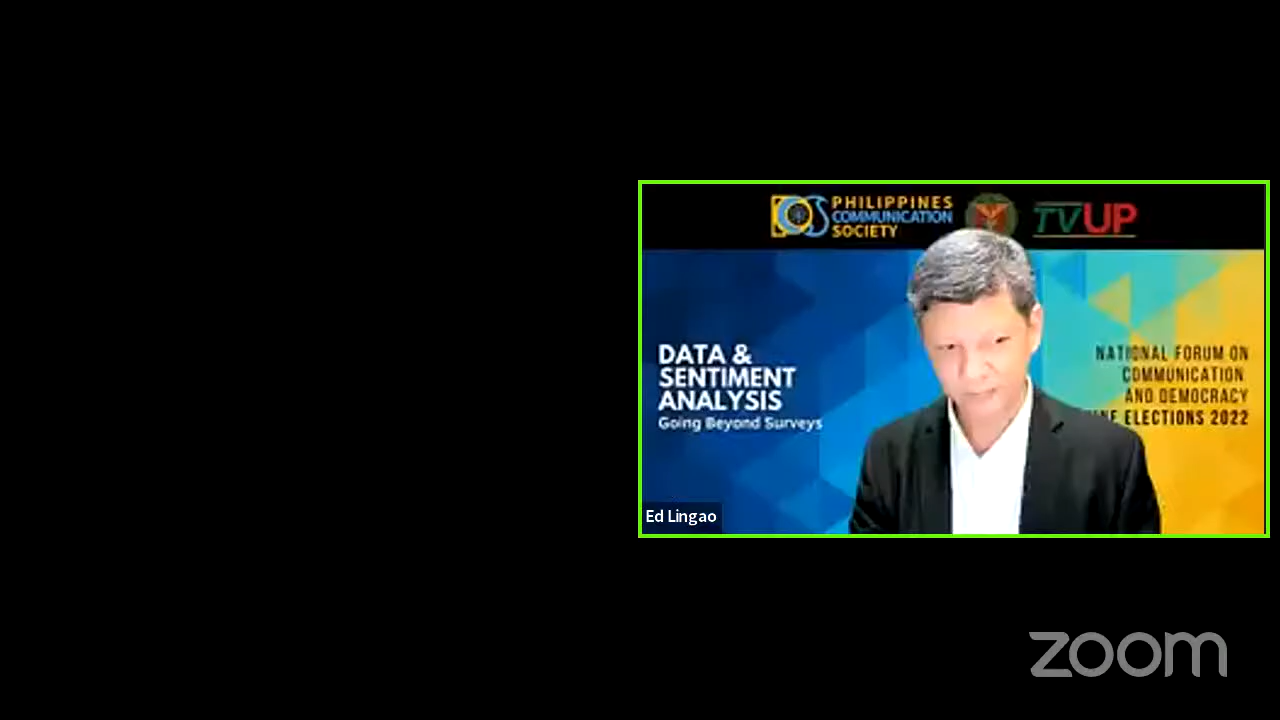 PHILIPPINES
COMMUNICATION
SOCIETY
TVUP
DATA &
SENTIMENT
ANALYSIS
Going Beyond Surveys
NATIONAL FORUM ON
COMMUNICATION
AND DEMOCRACY
ELECTIONS 2022
Ed Lingao
zoom